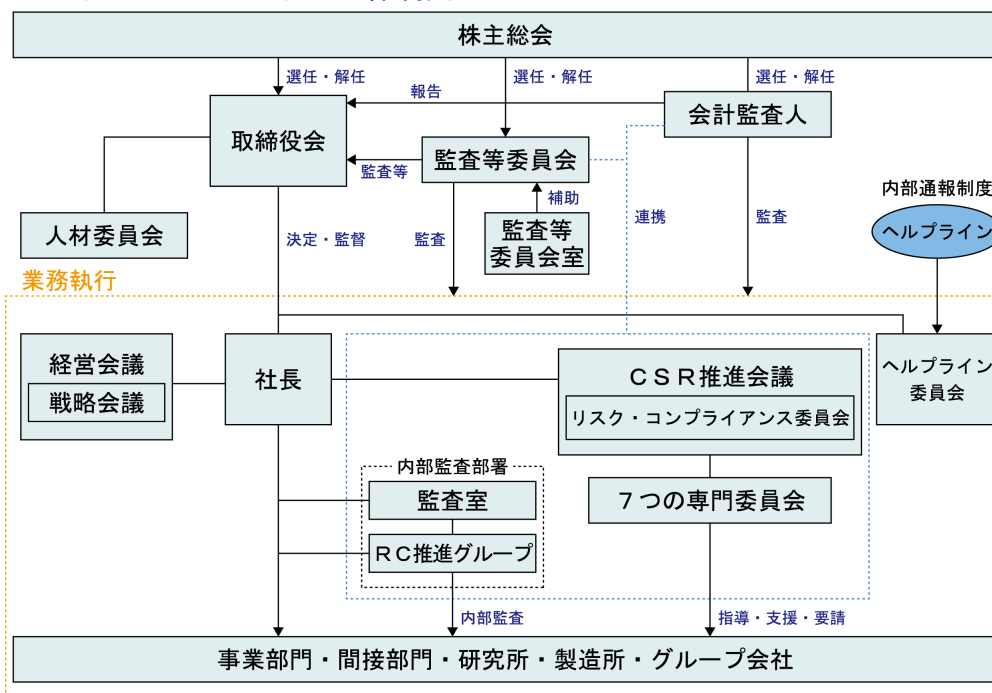 株主総会
選任・解任
選任・解任
選任・解任
報告
会計監査人
取締役会
監査等委員会
監査等
補助
内部通報制度
人材委員会
決定・監督
監査
監査等
委員会室
連携
監査
ヘルプライン
業務執行
経営会議
戦略会議
社長
CSR推進会議
リスク・コンプライアンス委員会
ヘルプライン
委員会
内部監査部署
監査室
7つの専門委員会
RC推進グループ
内部監査
指導・支援・要請
事業部門・間接部門・研究所・製造所・グループ会社